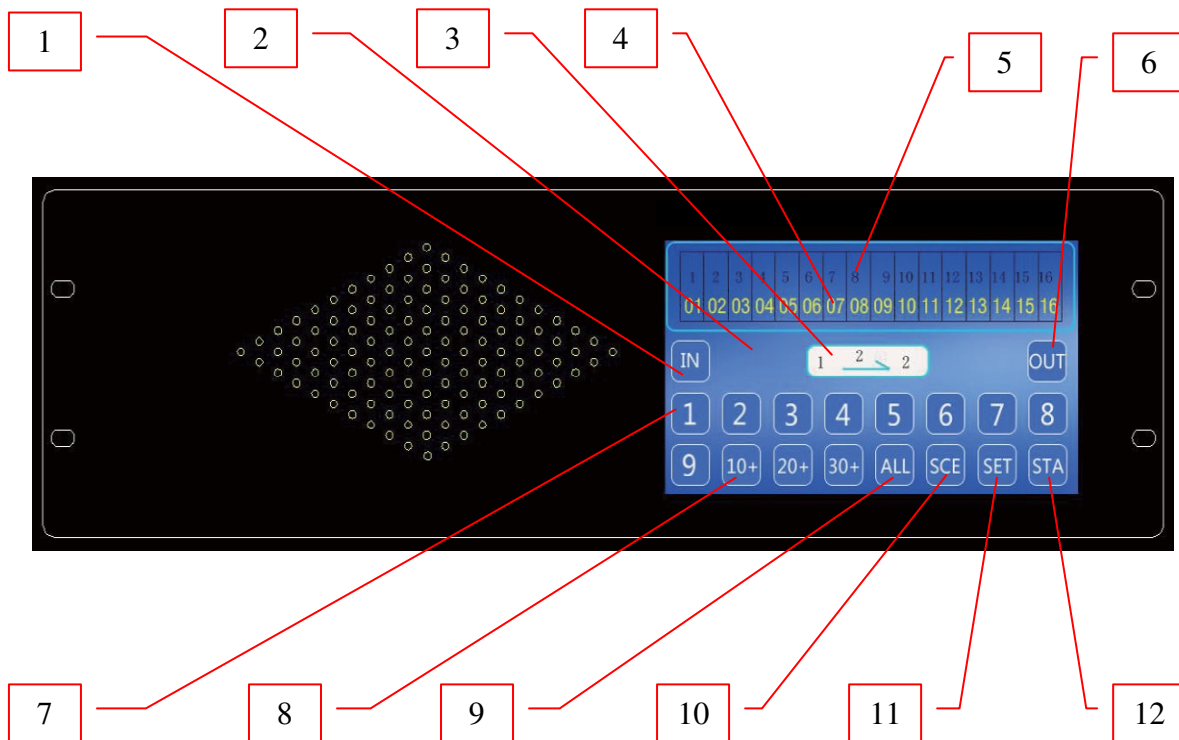 1 2 3 4 5 6
1 2 3 4 5 6 7 8 9 10 11 12 13 14 15 16
01 02 03 04 05 06 07 08 09 10 11 12 13 14 15 16
IN 1 2 2 OUT
1 2 3 4 5 6 7 8
9 10+ 20+ 30+ ALL SCE SET STA
7 8 9 10 11 12